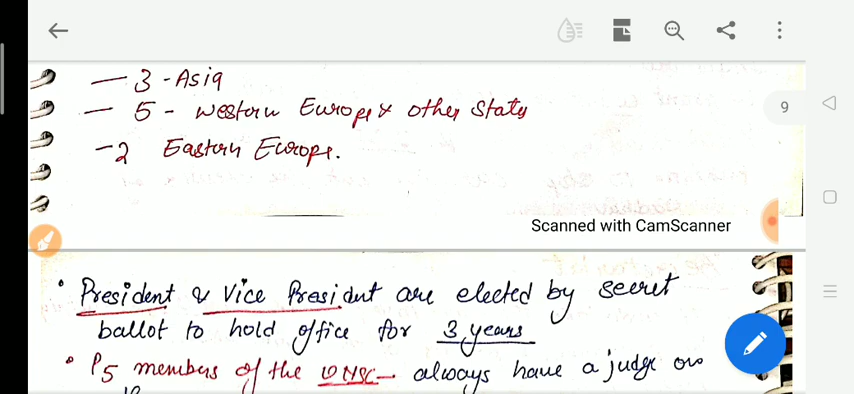 — 3 - Asia
— 5 - Western Europe & other States
- 2 Eastern Europe.
9
Scanned with CamScanner
• President & Vice President are elected by secret
ballot to hold office for 3 years
• P5 members of the UNSC - always have a judge on